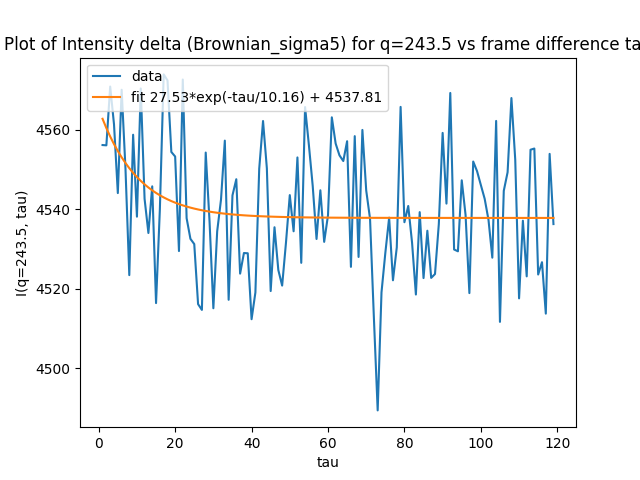 Plot of Intensity delta (Brownian_sigma5) for q=243.5 vs frame difference ta
data
fit 27.53*exp(-tau/10.16) + 4537.81
I(q=243.5, tau)
4560
4540
4520
4500
0 20 40 60 80 100 120
tau